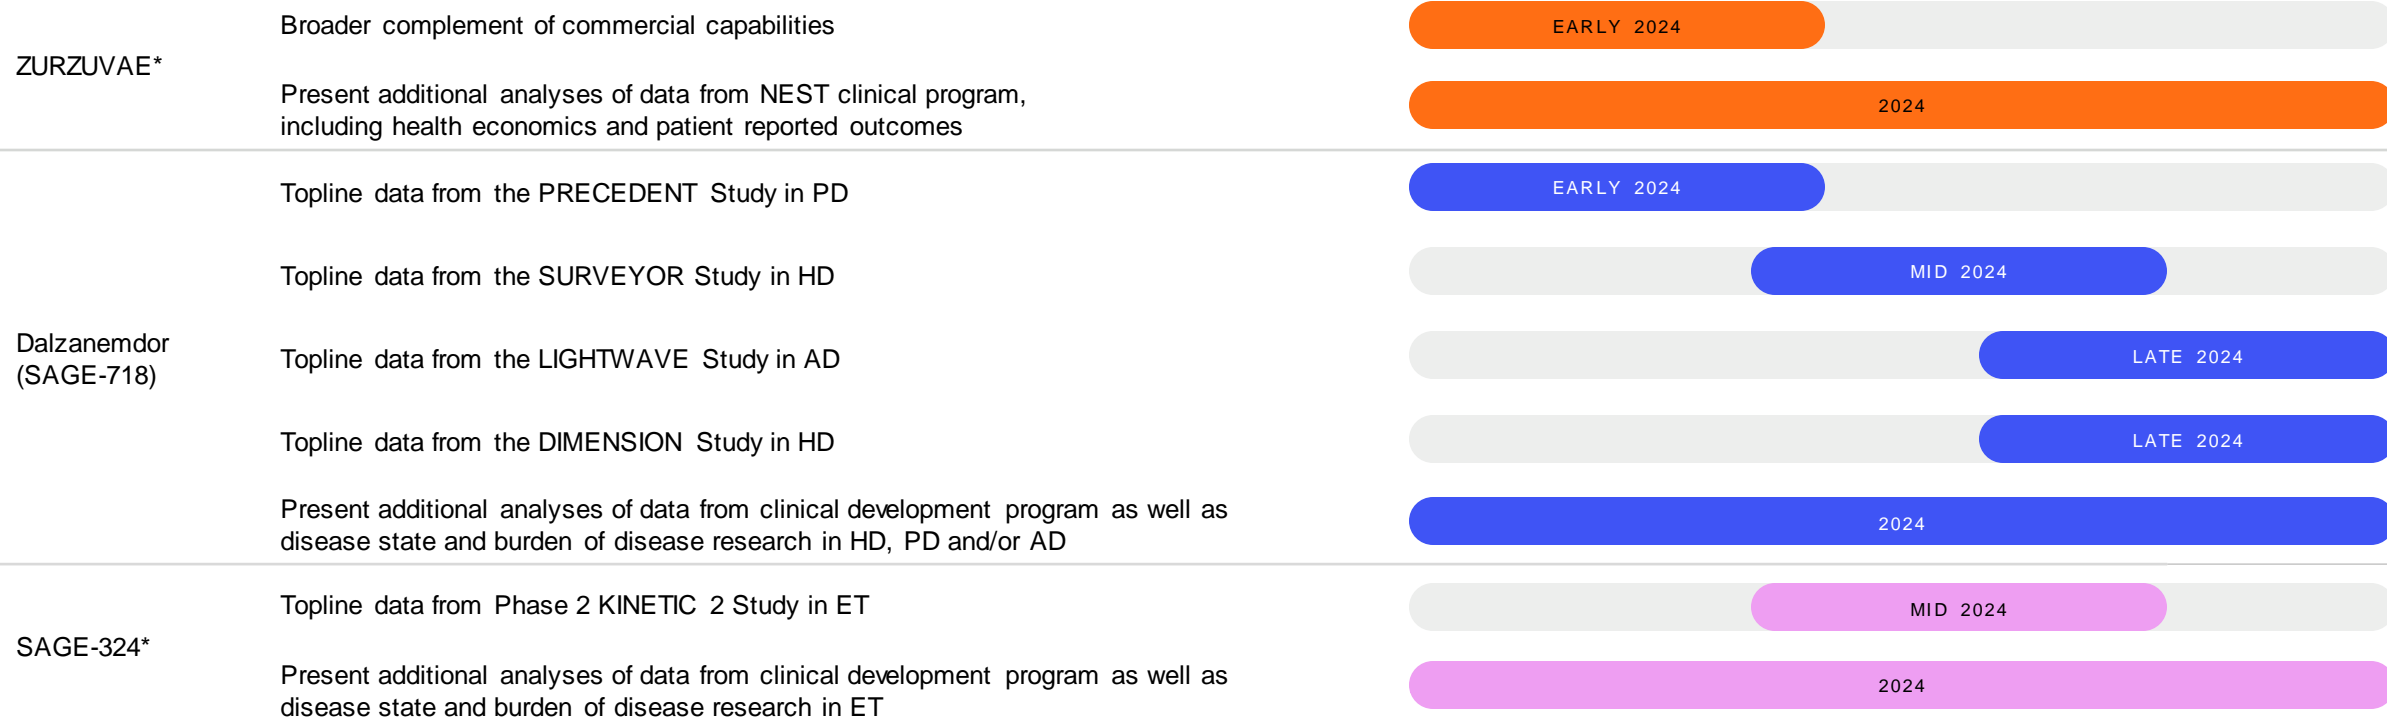 ZURZUVAE*
Broader complement of commercial capabilities
EARLY 2024
Present additional analyses of data from NEST clinical program,
including health economics and patient reported outcomes
2024
Dalzanemdor
(SAGE-718)
Topline data from the PRECEDENT Study in PD
EARLY 2024
Topline data from the SURVEYOR Study in HD
MID 2024
Topline data from the LIGHTWAVE Study in AD
LATE 2024
Topline data from the DIMENSION Study in HD
LATE 2024
Present additional analyses of data from clinical development program as well as
disease state and burden of disease research in HD, PD and/or AD
2024
SAGE-324*
Topline data from Phase 2 KINETIC 2 Study in ET
MID 2024
Present additional analyses of data from clinical development program as well as
disease state and burden of disease research in ET
2024